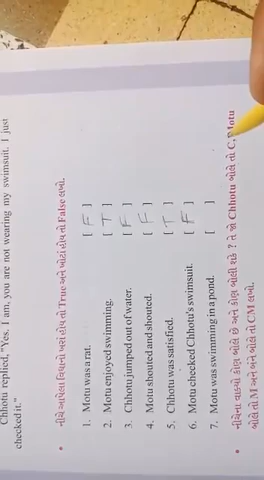 Chhotu replied, "Yes. I am, you are not wearing my swimsuit. I just
checked it."
• નીચે આપેલા વિધાનો ખરાં હોય તો True અને ખોટાં હોય તો False લખો.
1. Motu was a rat. [ F ]
2. Motu enjoyed swimming. [ T ]
3. Chhotu jumped out of water. [ F ]
4. Motu shouted and shouted. [ F ]
5. Chhotu was satisfied. [ T ]
6. Motu checked Chhotu's swimsuit. [ F ]
7. Motu was swimming in a pond. [ ]
• નીચેના વાક્યો કોણ બોલે છે અને કોણ બોલી શકે ? તે જો Chhotu બોલે તો C, Motu
બોલે તો M અને બંને બોલે તો CM લખો.